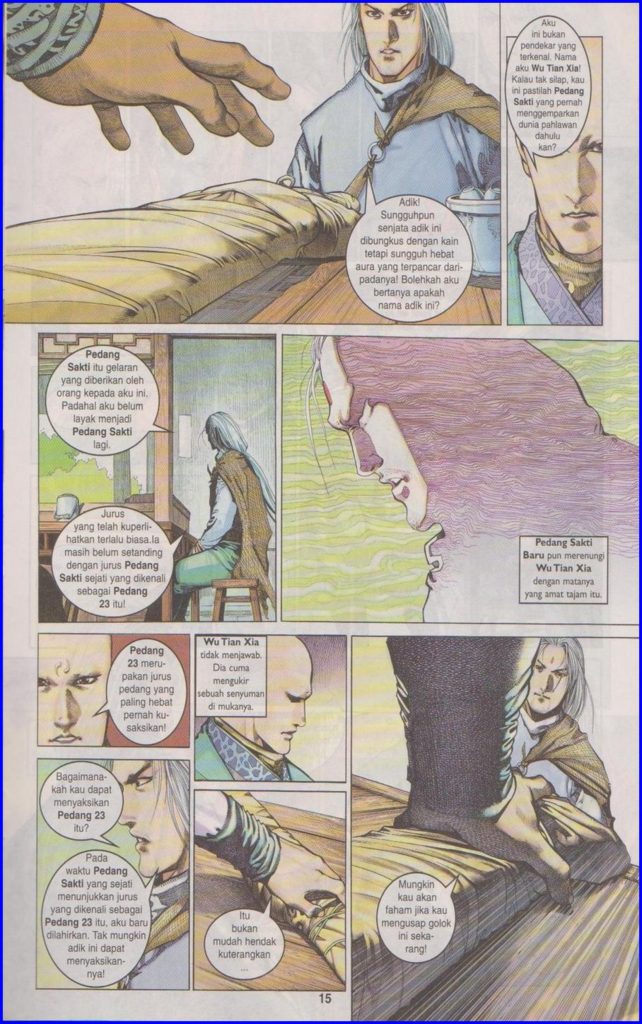 Adik!
Sungguhpun
senjata adik ini
dibungkus dengan kain
tetapi sungguh hebat
aura yang terpancar dari-
padanya! Bolehkah aku
bertanya apakah
nama adik ini?
Aku
ini bukan
pendekar yang
terkenal. Nama
aku Wu Tian Xia!
Kalau tak silap, kau
ini pastilah Pedang
Sakti yang pernah
menggemparkan
dunia pahlawan
dahulu
kan?
Pedang
Sakti itu gelaran
yang diberikan oleh
orang kepada aku ini.
Padahal aku belum
layak menjadi
Pedang Sakti
lagi.
Jurus
yang telah kuperli-
hatkan terlalu biasa.Ia
masih belum setanding
dengan jurus Pedang
Sakti sejati yang dikenali
sebagai Pedang
23 itu!
Pedang Sakti
Baru pun merenungi
Wu Tian Xia
dengan matanya
yang amat tajam itu.
Pedang
23 meru-
pakan jurus
pedang yang
paling hebat
pernah ku-
saksikan!
Wu Tian Xia
tidak menjawab.
Dia cuma
mengukir
sebuah senyuman
di mukanya.
Bagaimana-
kah kau dapat
menyaksikan
Pedang 23
itu?
Pada
waktu Pedang
Sakti yang sejati
menunjukkan jurus
yang dikenali sebagai
Pedang 23 itu, aku baru
dilahirkan. Tak mungkin
adik ini dapat
menyaksikan-
nya!
Itu
bukan
mudah hendak
kuterangkan
...
Mungkin
kau akan
faham jika kau
mengusap golok
ini seka-
rang!
15